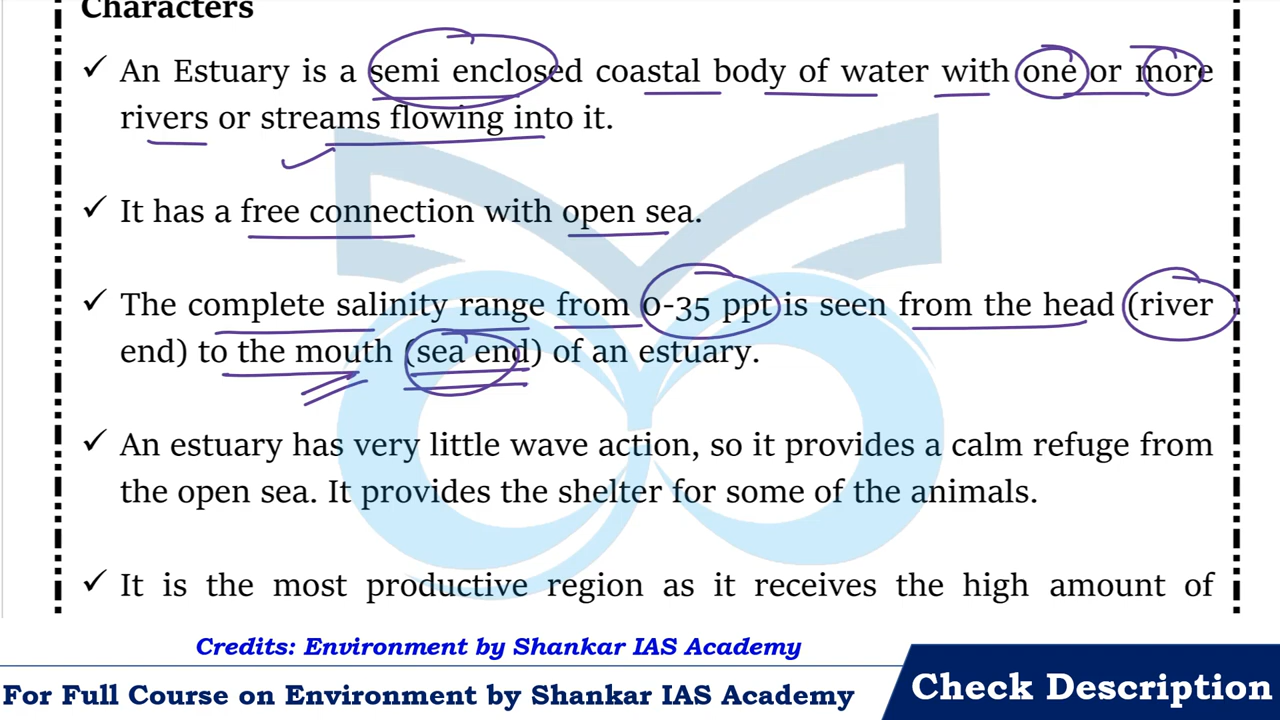 Characters
✓ An Estuary is a semi enclosed coastal body of water with one or more
rivers or streams flowing into it.
✓ It has a free connection with open sea.
✓ The complete salinity range from 0-35 ppt is seen from the head (river
end) to the mouth (sea end) of an estuary.
✓ An estuary has very little wave action, so it provides a calm refuge from
the open sea. It provides the shelter for some of the animals.
✓ It is the most productive region as it receives the high amount of
Credits: Environment by Shankar IAS Academy
For Full Course on Environment by Shankar IAS Academy
Check Description